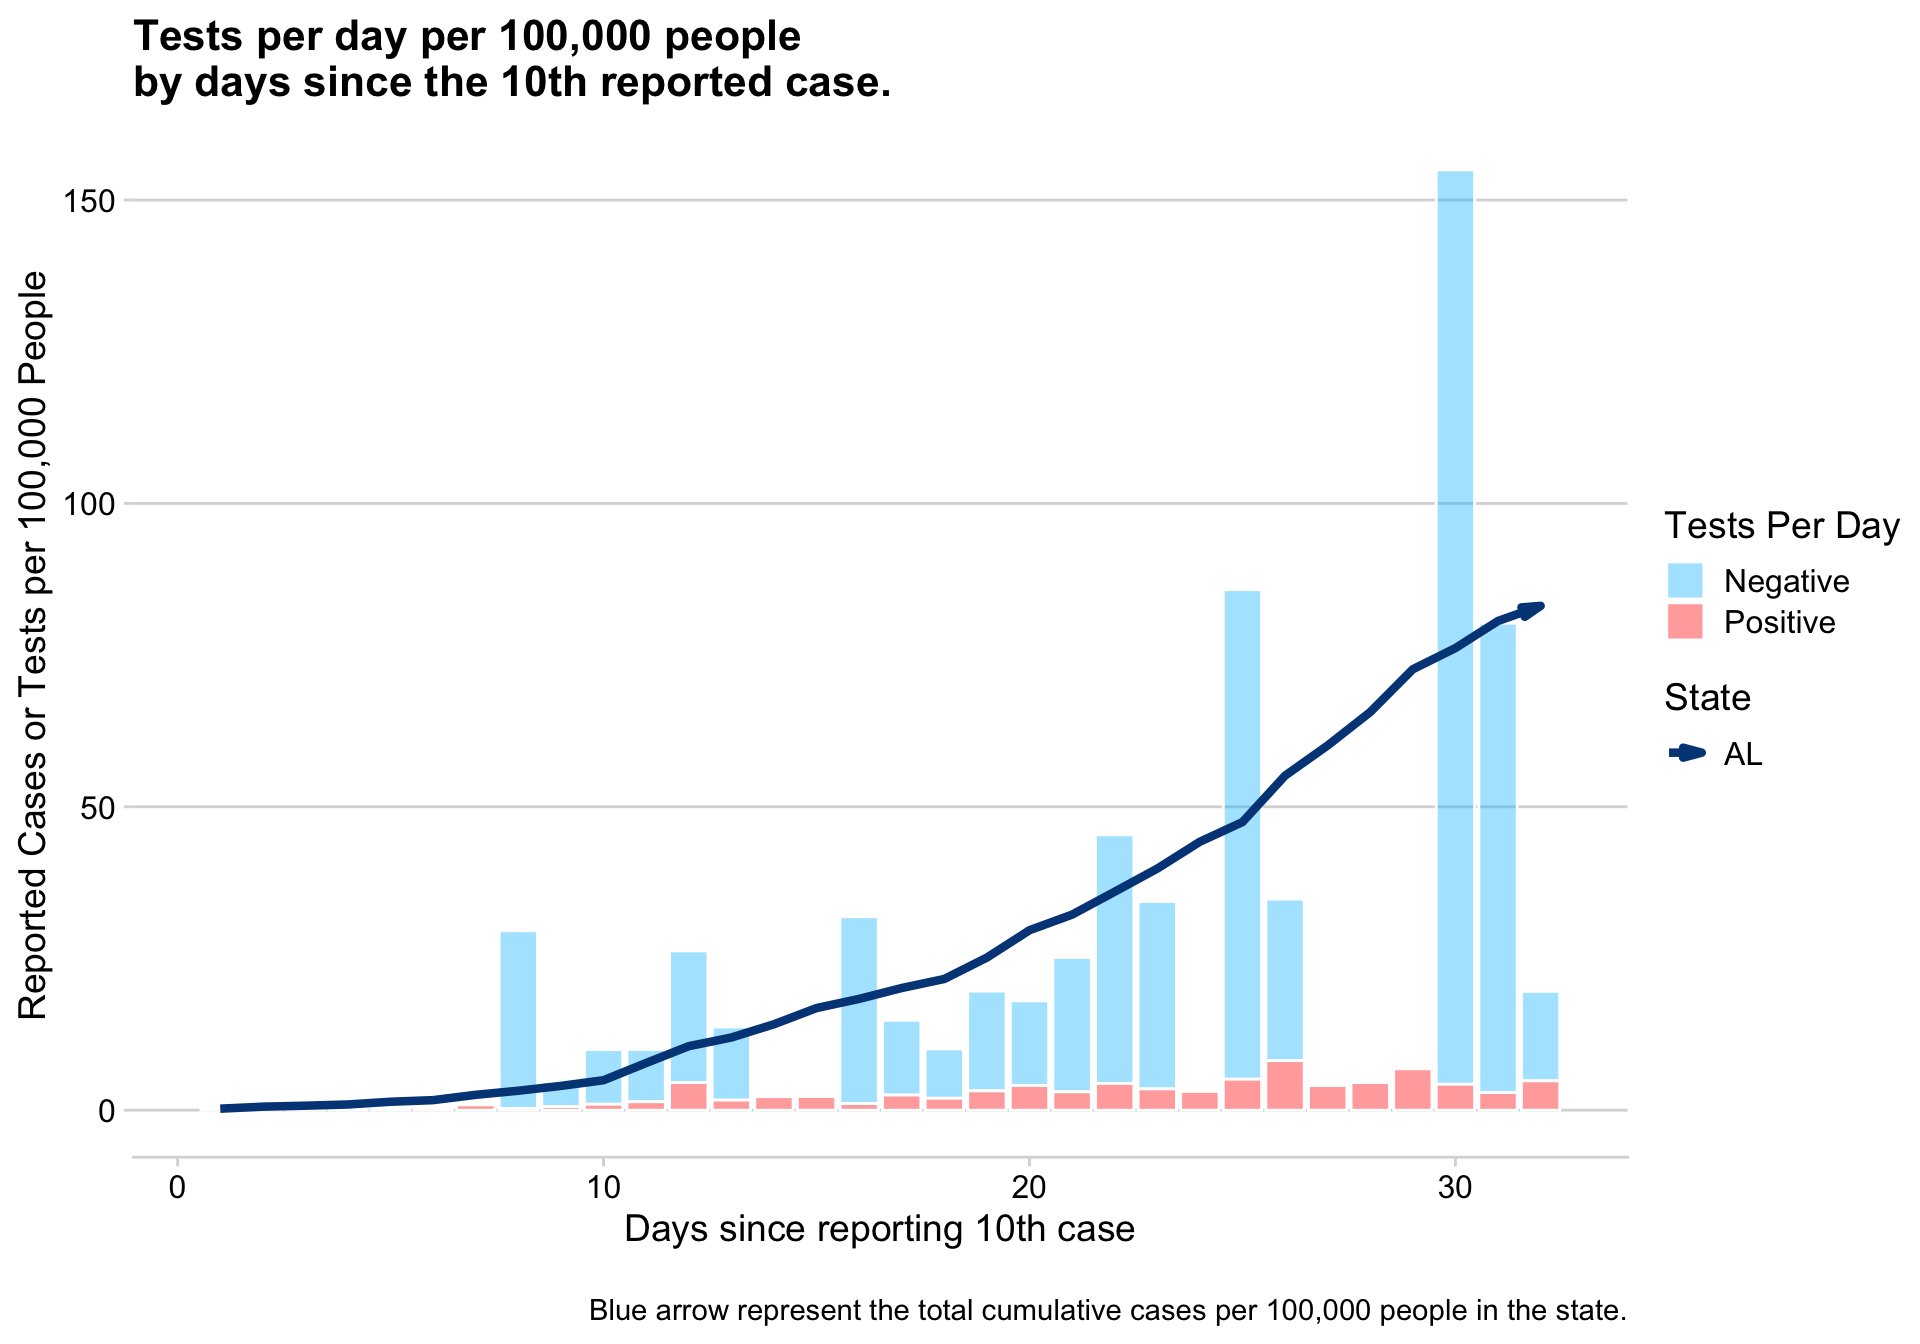 Tests per day per 100,000 people
by days since the 10th reported case.
Reported Cases or Tests per 100,000 People
150
100
50
0
0
10
20
30
Days since reporting 10th case
Tests Per Day
Negative
Positive
State
AL
Blue arrow represent the total cumulative cases per 100,000 people in the state.